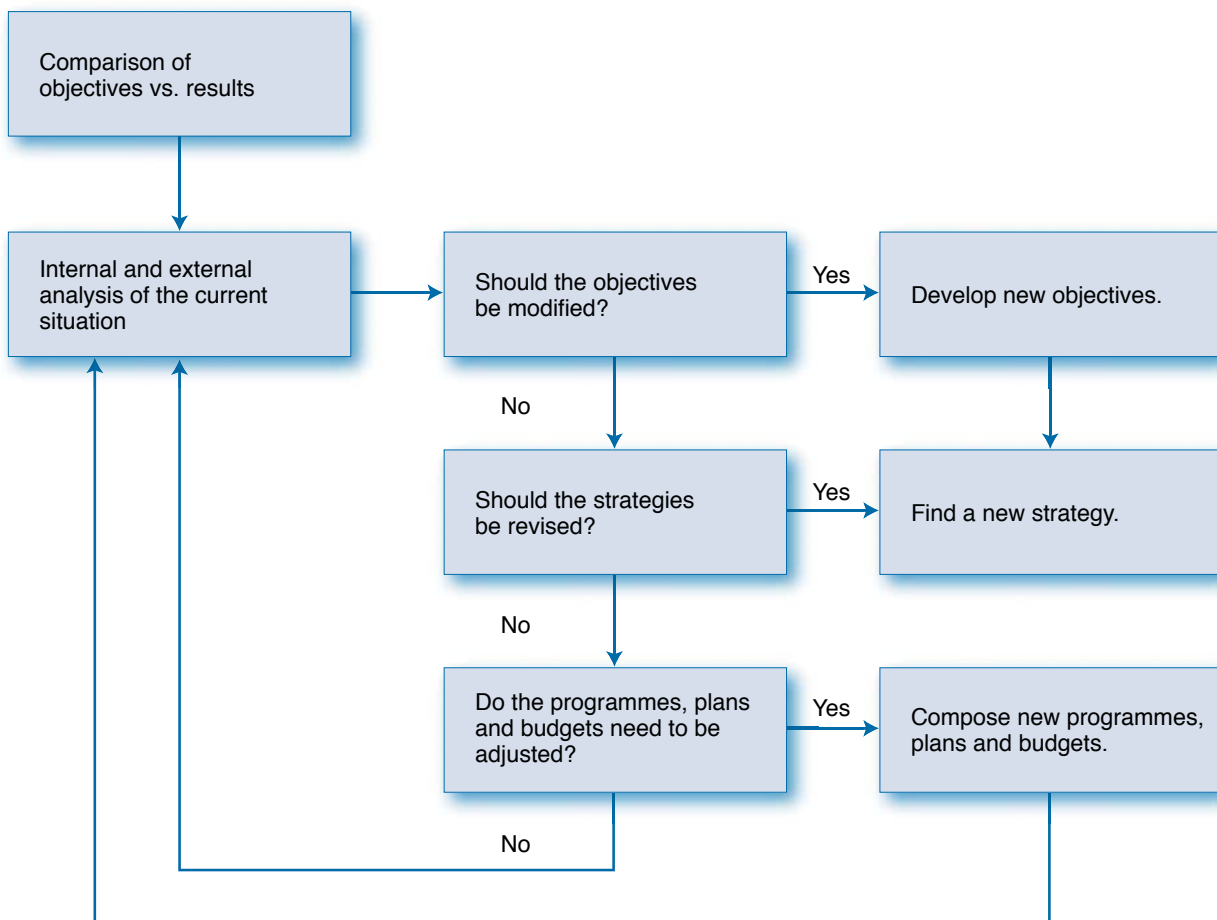 Comparison of
objectives vs. results
Internal and external
analysis of the current
situation
Should the objectives
be modified?
Yes
Develop new objectives.
No
Should the strategies
be revised?
Yes
Find a new strategy.
No
Do the programmes, plans
and budgets need to be
adjusted?
Yes
Compose new programmes,
plans and budgets.
No